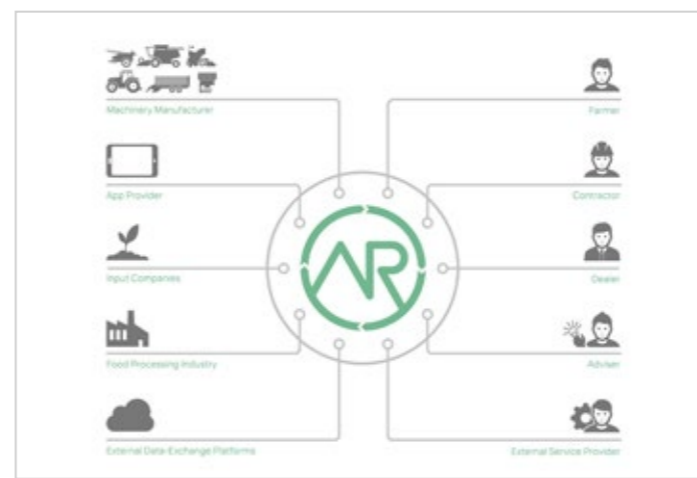 Machinery Manufacturer
App Provider
Input Companies
Food Processing Industry
External Data-Exchange Platforms
AR
Farmer
Contractor
Dealer
Adviser
External Service Provider